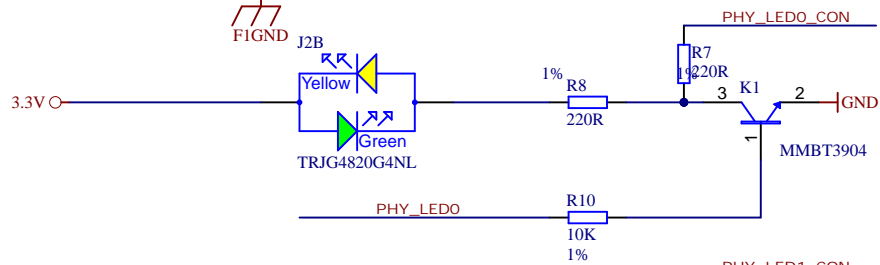 PHY_LED0_CON
F1GND
J2B
R7
1%
220R
1%
R8
K1
Yellow
3.3V
3
2
GND
220R
1
Green
MMBT3904
TRJG4820G4NL
R10
PHY_LED0
10K
1%
PHY_LED1_CON